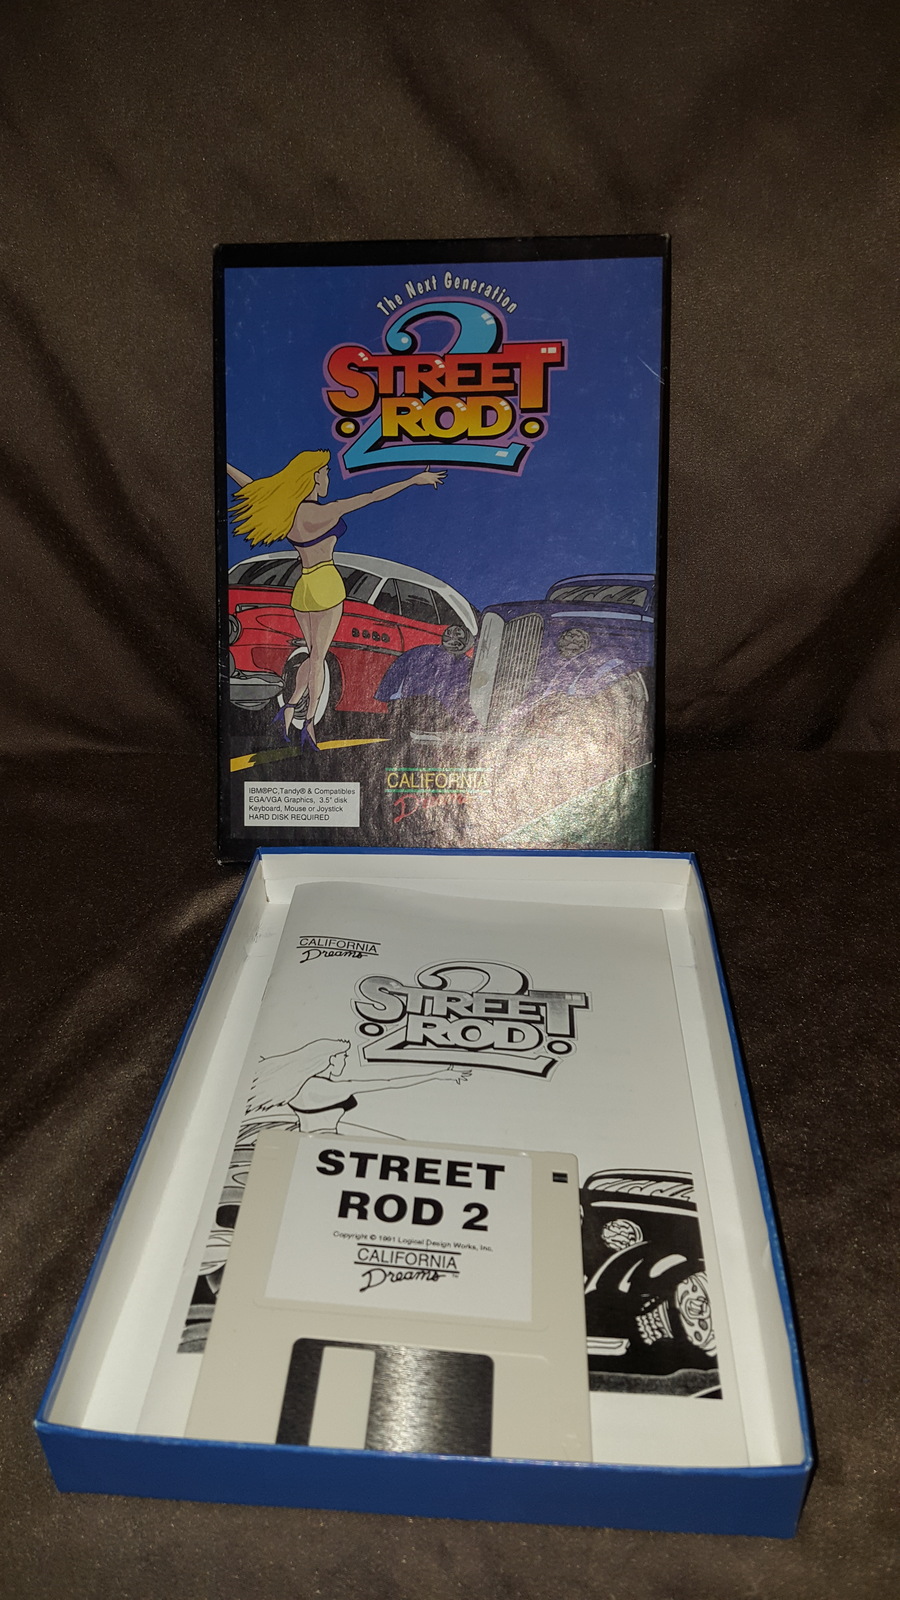 The Next Generation
2
STREET
ROD
IBM®PC,Tandy® & Compatibles
EGA/VGA Graphics, 3.5" disk
Keyboard, Mouse or Joystick
HARD DISK REQUIRED
CALIFORNIA
Dreams
CALIFORNIA
Dreams
2
STREET
ROD
STREET
ROD 2
Copyright © 1991 Logical Design Works, Inc.
CALIFORNIA
Dreams™